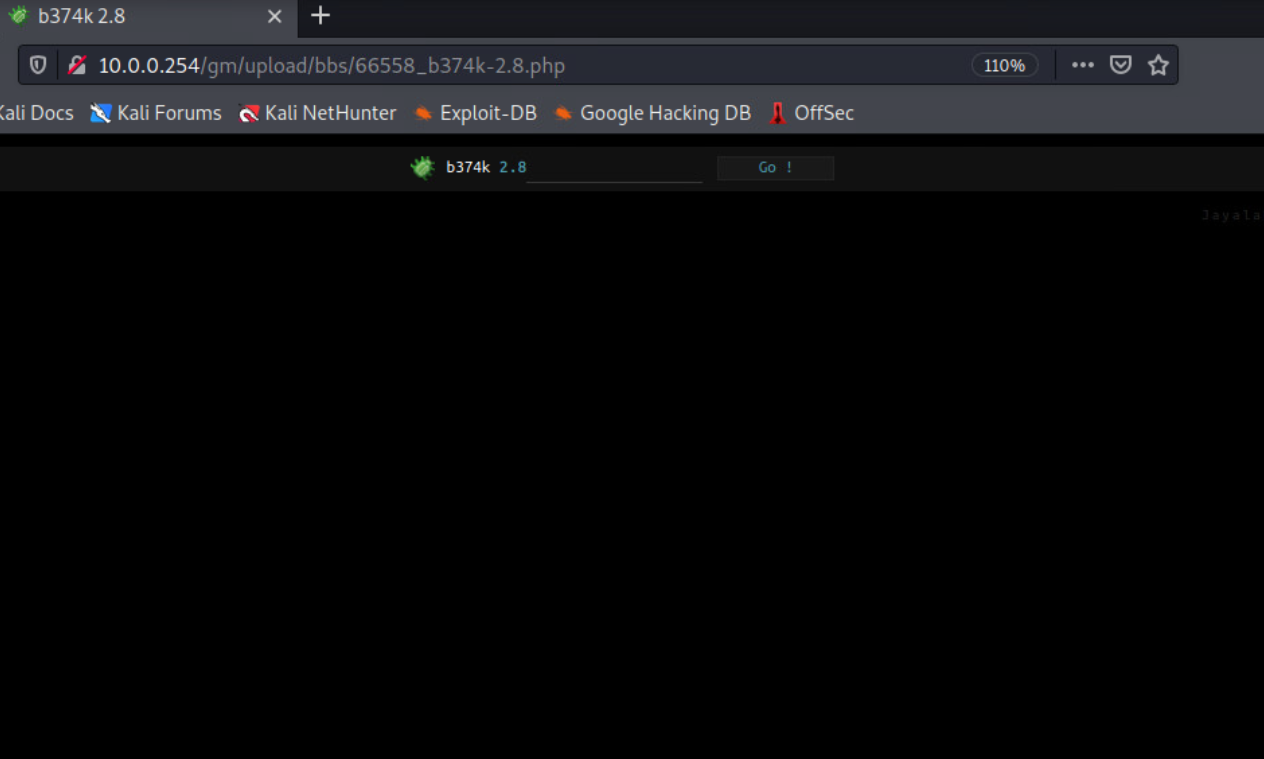 b374k 2.8
10.0.0.254/gm/upload/bbs/66558_b374k-2.8.php 110%
Kali Docs Kali Forums Kali NetHunter Exploit-DB Google Hacking DB OffSec
b374k 2.8 Go !
Jayala